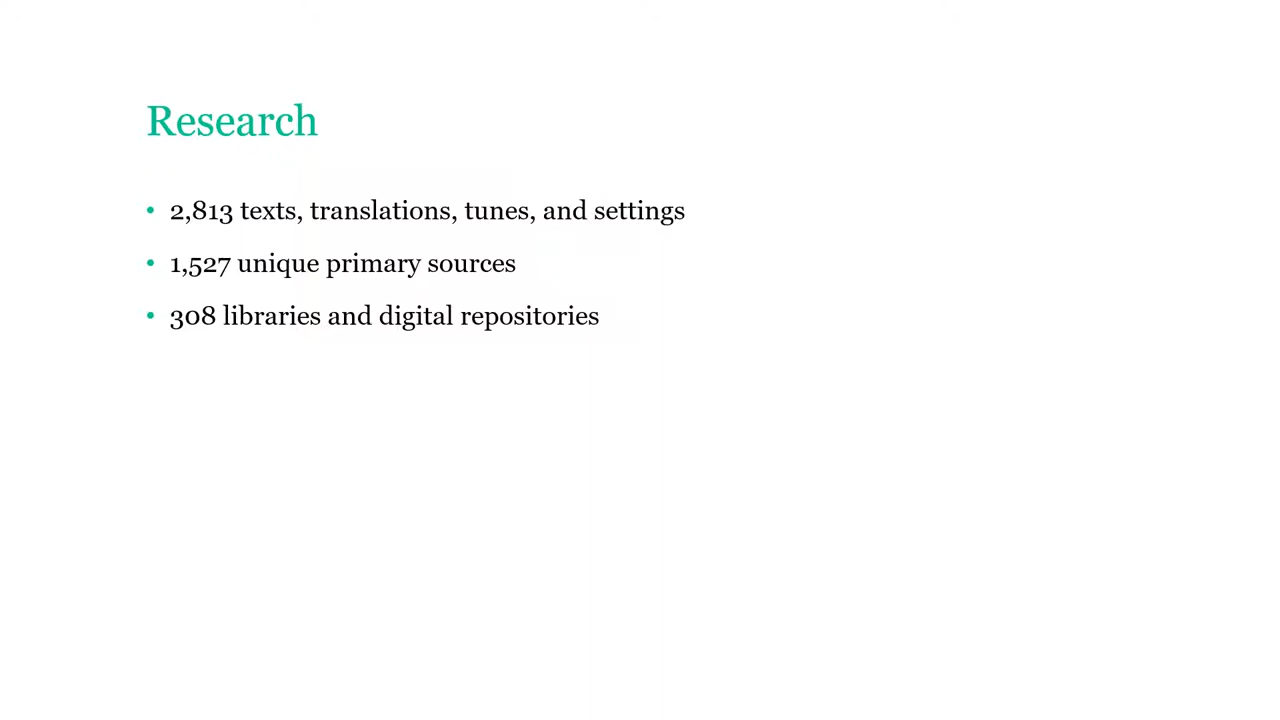 Research
• 2,813 texts, translations, tunes, and settings
• 1,527 unique primary sources
• 308 libraries and digital repositories